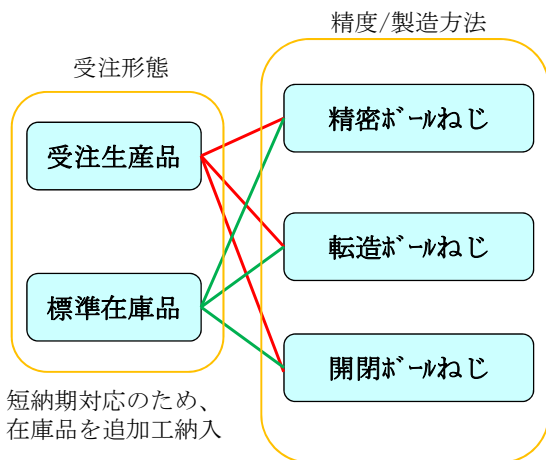 精度/製造方法
受注形態
精密ﾎﾞｰﾙねじ
受注生産品
転造ﾎﾞｰﾙねじ
標準在庫品
開閉ﾎﾞｰﾙねじ
短納期対応のため、
在庫品を追加工納入